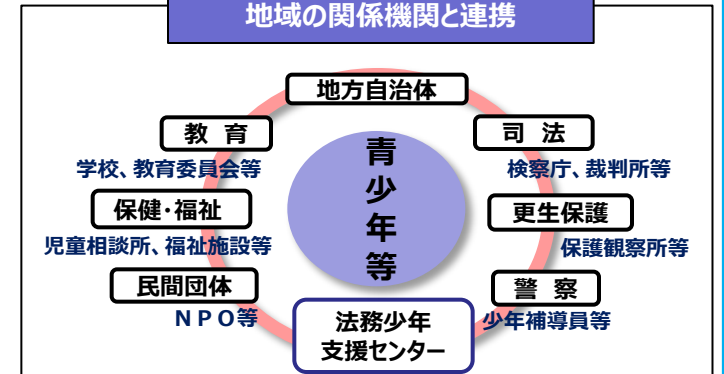 地域の関係機関と連携
地方自治体
教 育
学校、教育委員会等
司 法
検察庁、裁判所等
保健・福祉
児童相談所、福祉施設等
更生保護
保護観察所等
民間団体
NPO等
警 察
少年補導員等
青少年等
法務少年
支援センター